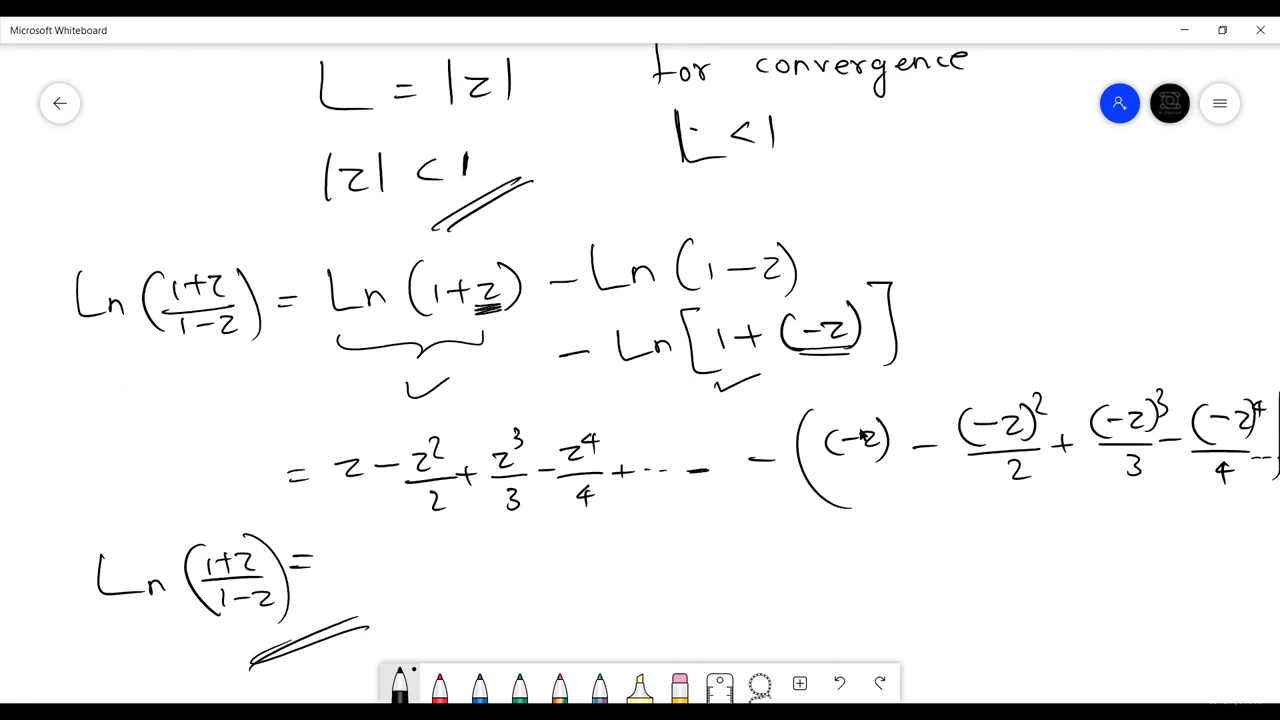 Microsoft Whiteboard
L = |z| for convergence
L < 1
|z| < 1
Ln (1+z/1-z) = Ln (1+z) - Ln (1-z)
- Ln [1+(-z)]
= z - z²/2 + z³/3 - z⁴/4 + ... - ((-z) - (-z)²/2 + (-z)³/3 - (-z)⁴/4 ...)
Ln (1+z/1-z) =